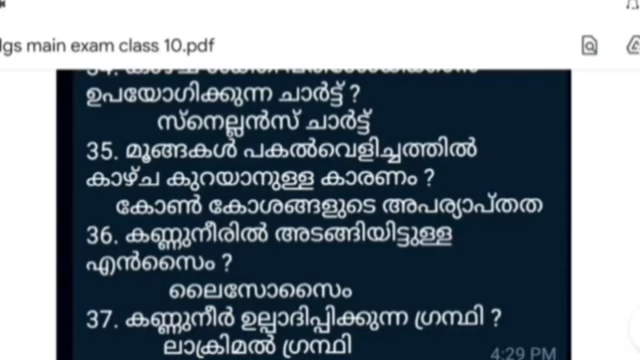 lgs main exam class 10.pdf
ഉപയോഗിക്കുന്ന ചാർട്ട് ?
സ്നെല്ലൻസ് ചാർട്ട്
35. മൂങ്ങകൾ പകൽവെളിച്ചത്തിൽ
കാഴ്ച കുറയാനുള്ള കാരണം ?
കോൺ കോശങ്ങളുടെ അപര്യാപ്തത
36. കണ്ണുനീരിൽ അടങ്ങിയിട്ടുള്ള
എൻസൈം ?
ലൈസോസൈം
37. കണ്ണുനീർ ഉല്പാദിപ്പിക്കുന്ന ഗ്രന്ഥി ?
ലാക്രിമൽ ഗ്രന്ഥി
4:29 PM